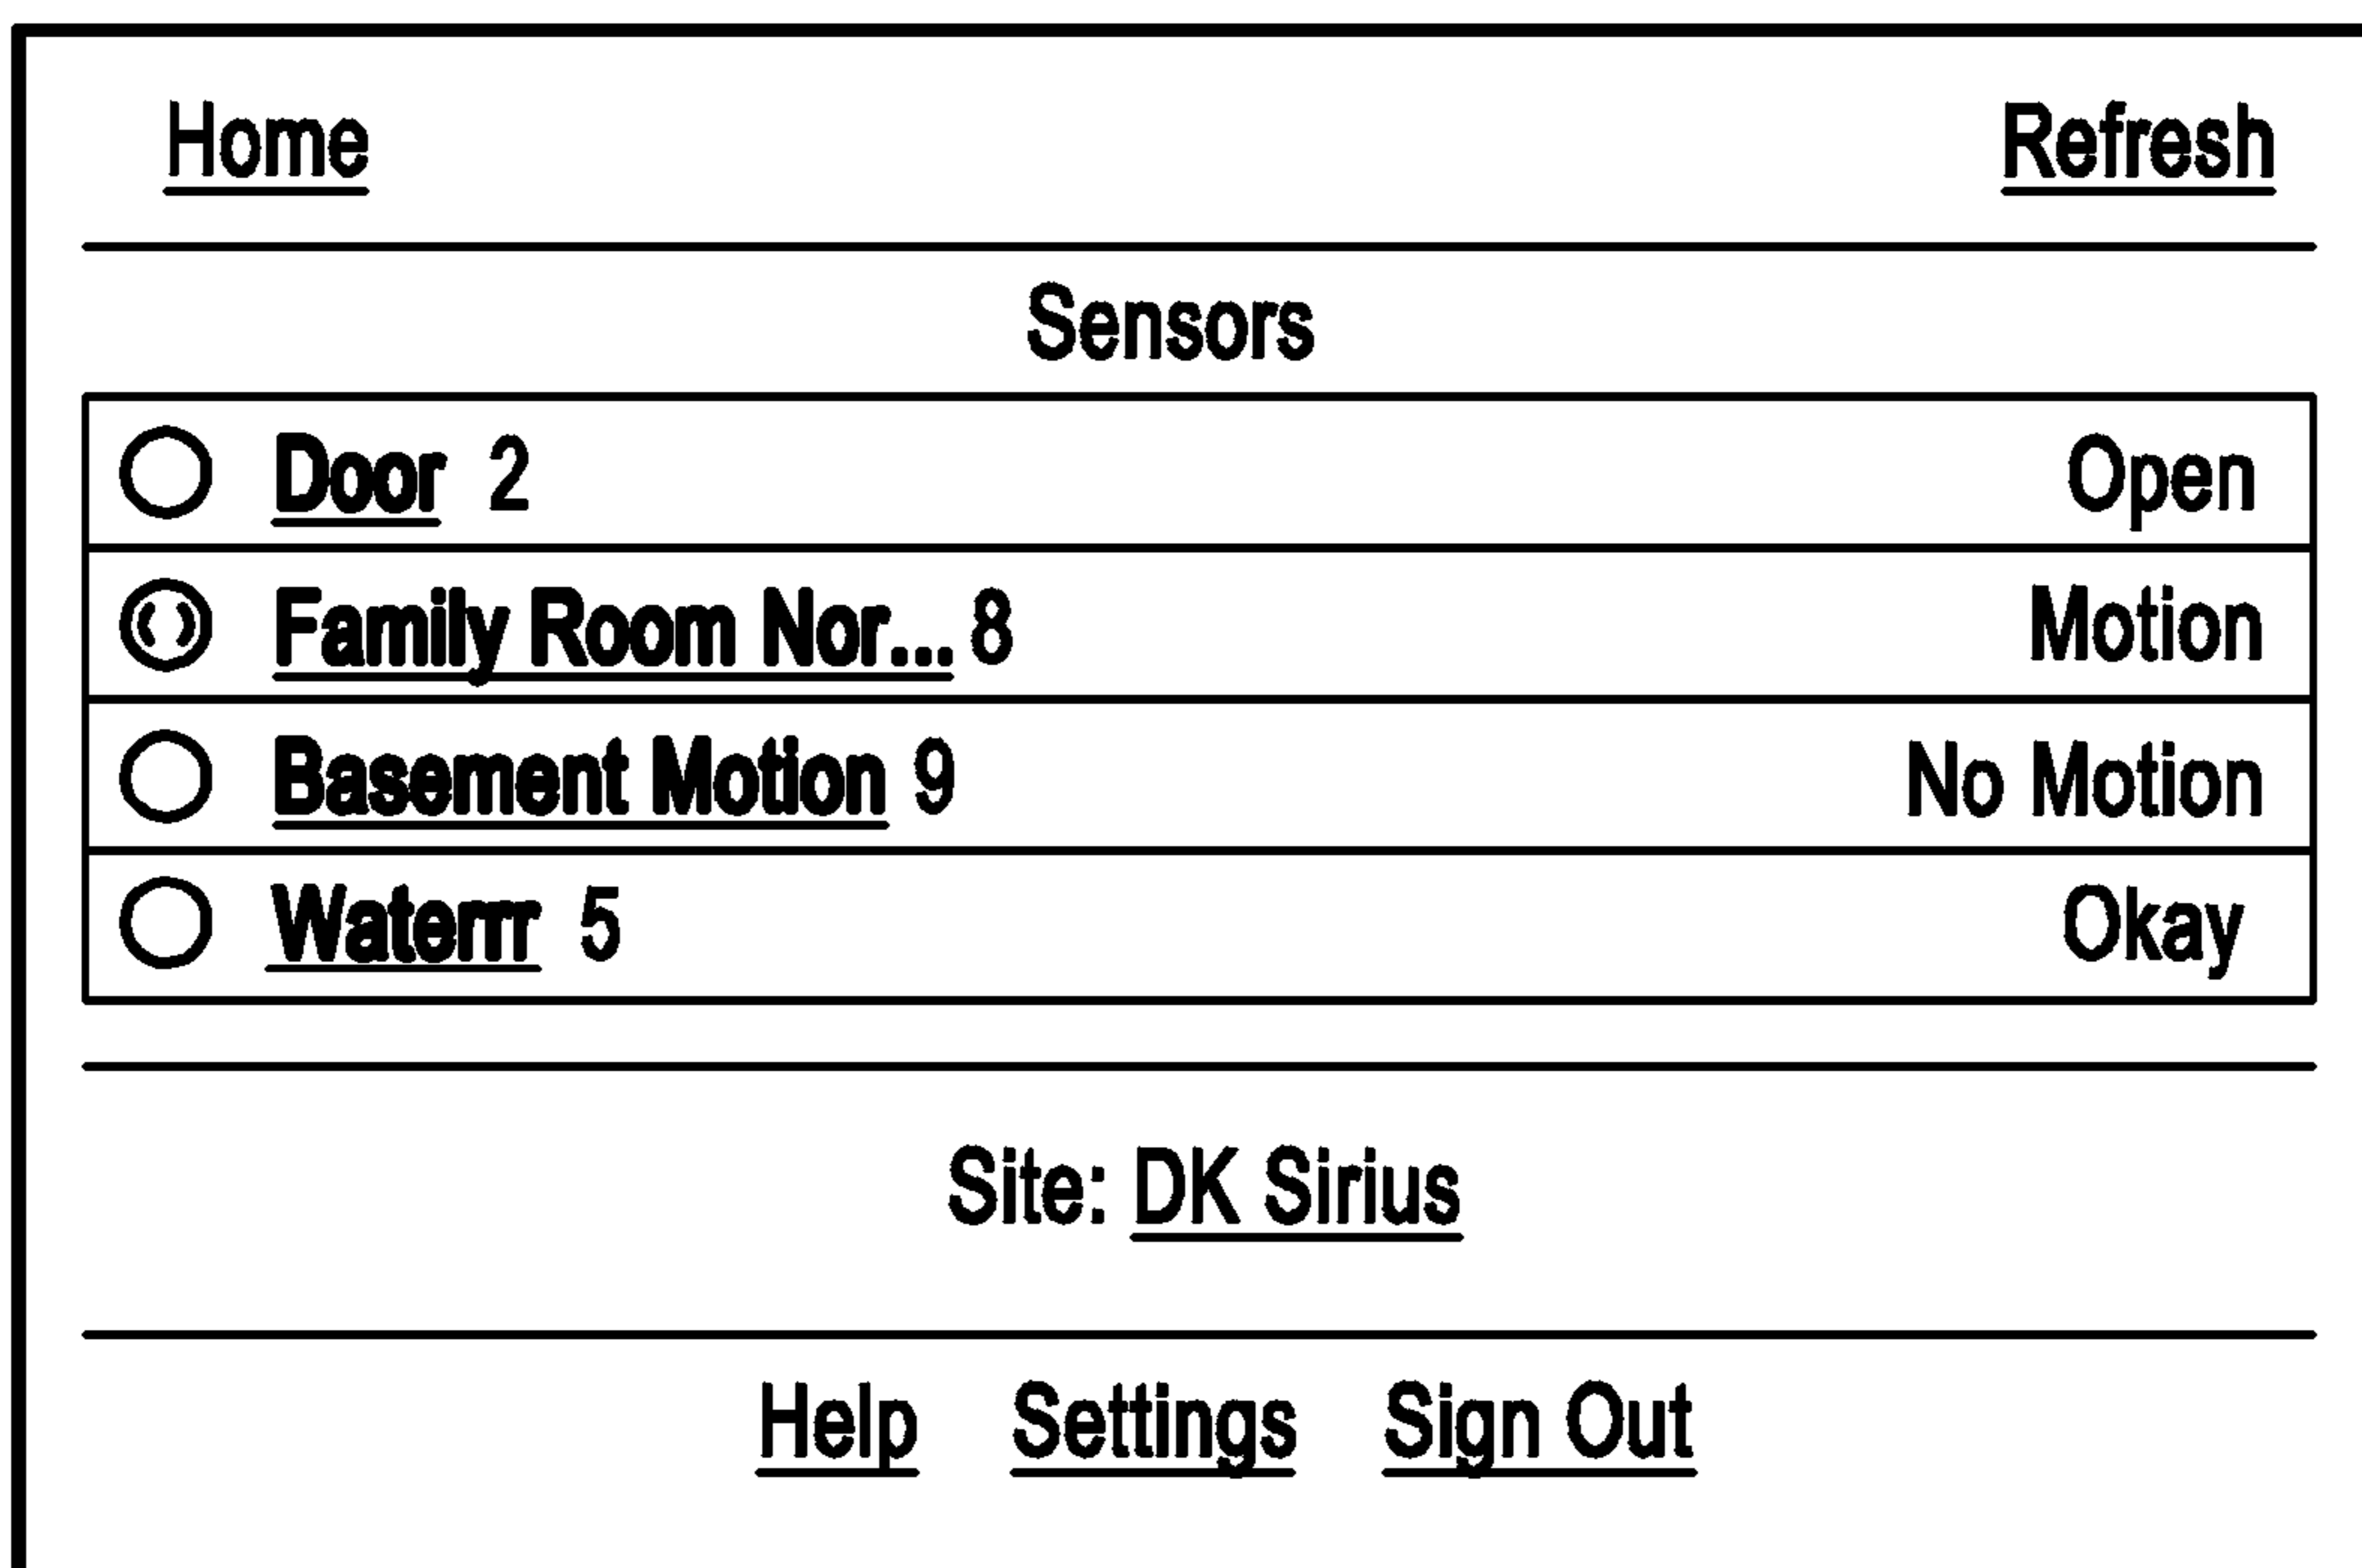 Home Refresh
Sensors
Door 2 Open
Family Room Nor... 8 Motion
Basement Motion 9 No Motion
Waterrr 5 Okay
Site: DK Sirius
Help Settings Sign Out